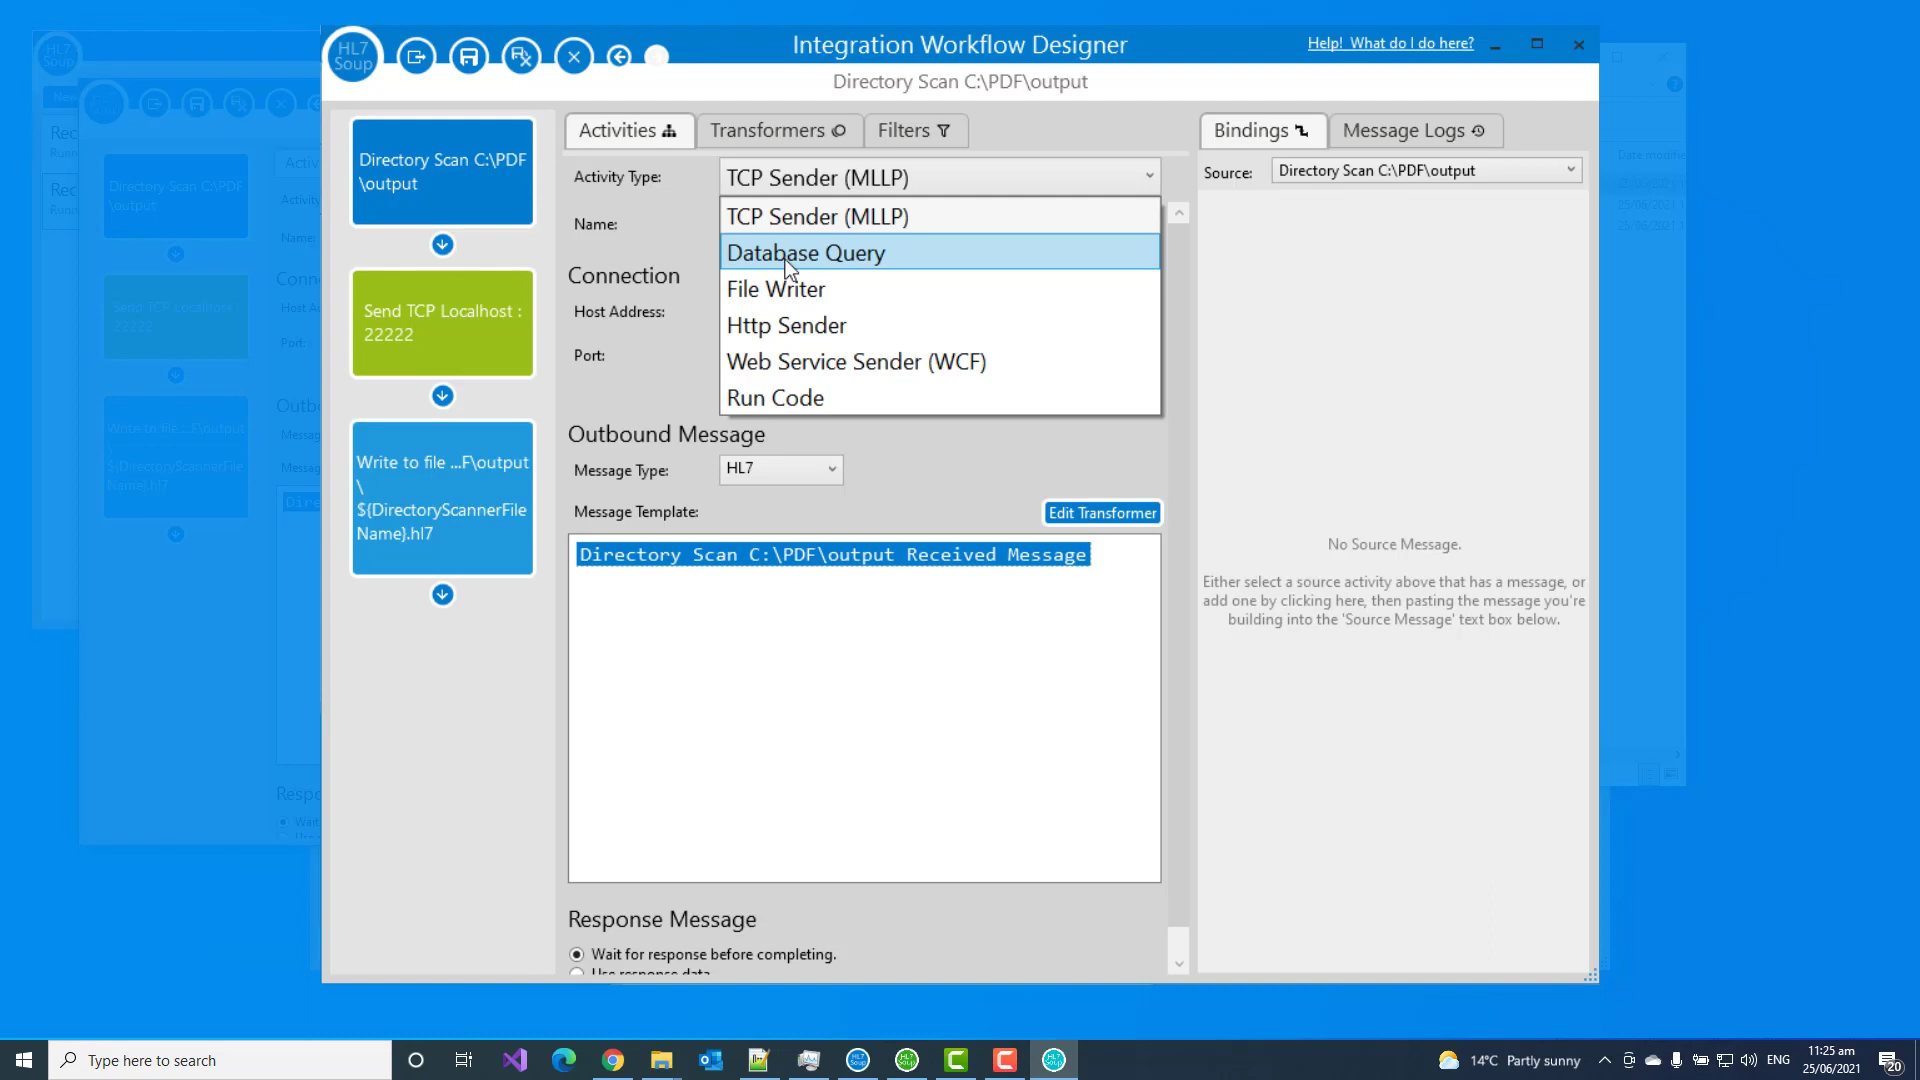 HL7
Soup
Integration Workflow Designer
Help! What do I do here?
Directory Scan C:\PDF\output
Directory Scan C:\PDF
\output
Send TCP Localhost :
22222
Write to file ...F\output
\
${DirectoryScannerFile
Name}.hl7
Activities
Transformers
Filters
Activity Type:
TCP Sender (MLLP)
TCP Sender (MLLP)
Database Query
File Writer
Http Sender
Web Service Sender (WCF)
Run Code
Name:
Connection
Host Address:
Port:
Outbound Message
Message Type:
HL7
Message Template:
Edit Transformer
Directory Scan C:\PDF\output Received Message
Response Message
Wait for response before completing.
Use response data
Bindings
Message Logs
Source:
Directory Scan C:\PDF\output
No Source Message.
Either select a source activity above that has a message, or
add one by clicking here, then pasting the message you're
building into the 'Source Message' text box below.
Type here to search
14°C Partly sunny
ENG
11:25 am
25/06/2021
20